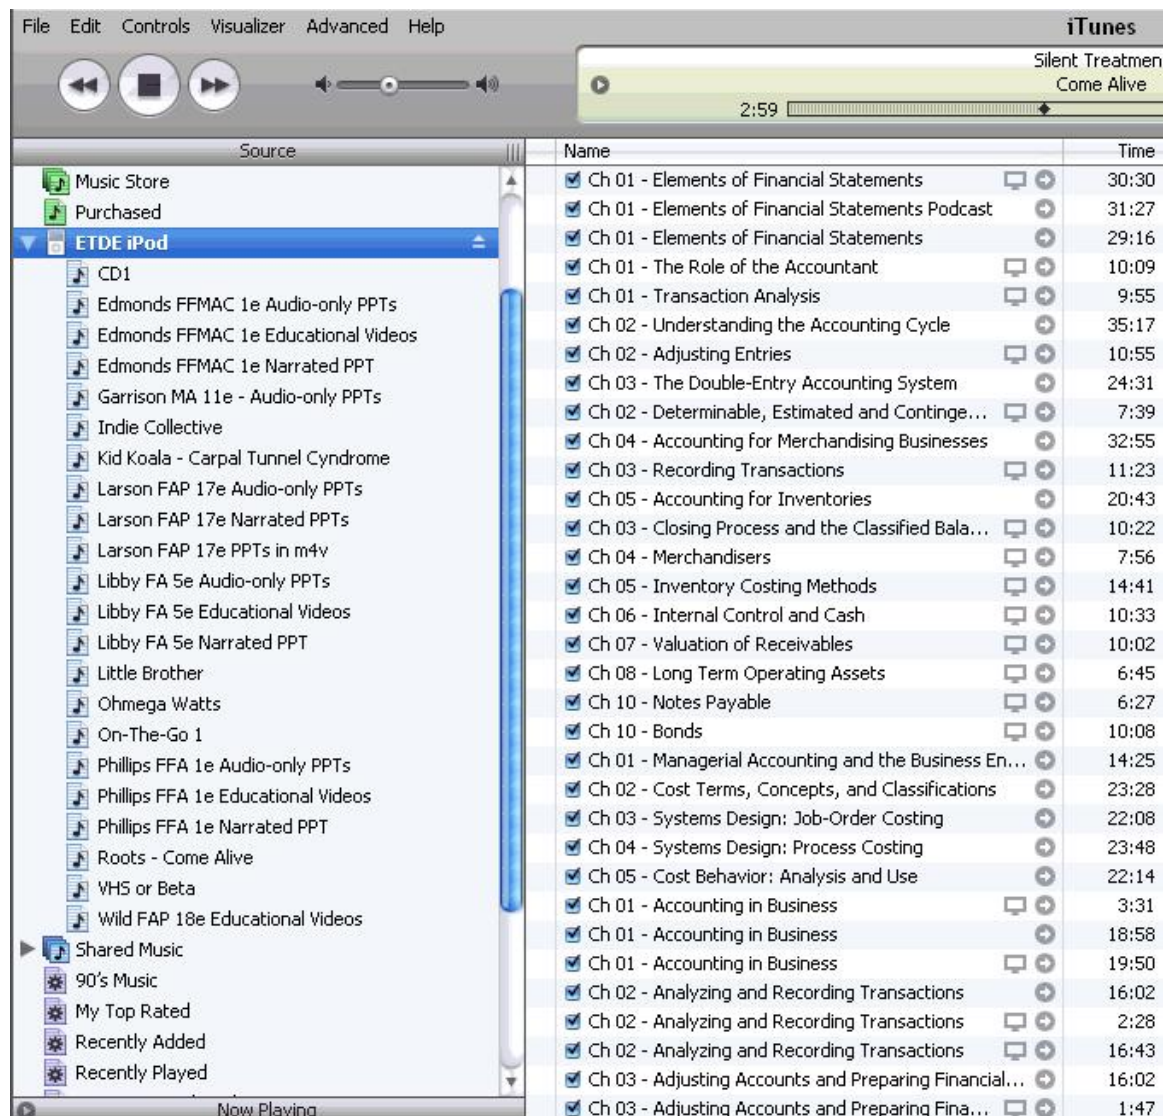 File Edit Controls Visualizer Advanced Help
iTunes
Silent Treatmen
Come Alive
2:59
Source
Music Store
Purchased
ETDE iPod
CD1
Edmonds FFMAC 1e Audio-only PPTs
Edmonds FFMAC 1e Educational Videos
Edmonds FFMAC 1e Narrated PPT
Garrison MA 11e - Audio-only PPTs
Indie Collective
Kid Koala - Carpal Tunnel Cyndrome
Larson FAP 17e Audio-only PPTs
Larson FAP 17e Narrated PPTs
Larson FAP 17e PPTs in m4v
Libby FA 5e Audio-only PPTs
Libby FA 5e Educational Videos
Libby FA 5e Narrated PPT
Little Brother
Ohmega Watts
On-The-Go 1
Phillips FFA 1e Audio-only PPTs
Phillips FFA 1e Educational Videos
Phillips FFA 1e Narrated PPT
Roots - Come Alive
VHS or Beta
Wild FAP 18e Educational Videos
Shared Music
90's Music
My Top Rated
Recently Added
Recently Played
Now Playing
Name Time
Ch 01 - Elements of Financial Statements 30:30
Ch 01 - Elements of Financial Statements Podcast 31:27
Ch 01 - Elements of Financial Statements 29:16
Ch 01 - The Role of the Accountant 10:09
Ch 01 - Transaction Analysis 9:55
Ch 02 - Understanding the Accounting Cycle 35:17
Ch 02 - Adjusting Entries 10:55
Ch 03 - The Double-Entry Accounting System 24:31
Ch 02 - Determinable, Estimated and Continge... 7:39
Ch 04 - Accounting for Merchandising Businesses 32:55
Ch 03 - Recording Transactions 11:23
Ch 05 - Accounting for Inventories 20:43
Ch 03 - Closing Process and the Classified Bala... 10:22
Ch 04 - Merchandisers 7:56
Ch 05 - Inventory Costing Methods 14:41
Ch 06 - Internal Control and Cash 10:33
Ch 07 - Valuation of Receivables 10:02
Ch 08 - Long Term Operating Assets 6:45
Ch 10 - Notes Payable 6:27
Ch 10 - Bonds 10:08
Ch 01 - Managerial Accounting and the Business En... 14:25
Ch 02 - Cost Terms, Concepts, and Classifications 23:28
Ch 03 - Systems Design: Job-Order Costing 22:08
Ch 04 - Systems Design: Process Costing 23:48
Ch 05 - Cost Behavior: Analysis and Use 22:14
Ch 01 - Accounting in Business 3:31
Ch 01 - Accounting in Business 18:58
Ch 01 - Accounting in Business 19:50
Ch 02 - Analyzing and Recording Transactions 16:02
Ch 02 - Analyzing and Recording Transactions 2:28
Ch 02 - Analyzing and Recording Transactions 16:43
Ch 03 - Adjusting Accounts and Preparing Financial... 16:02
Ch 03 - Adjusting Accounts and Preparing Fina... 1:47